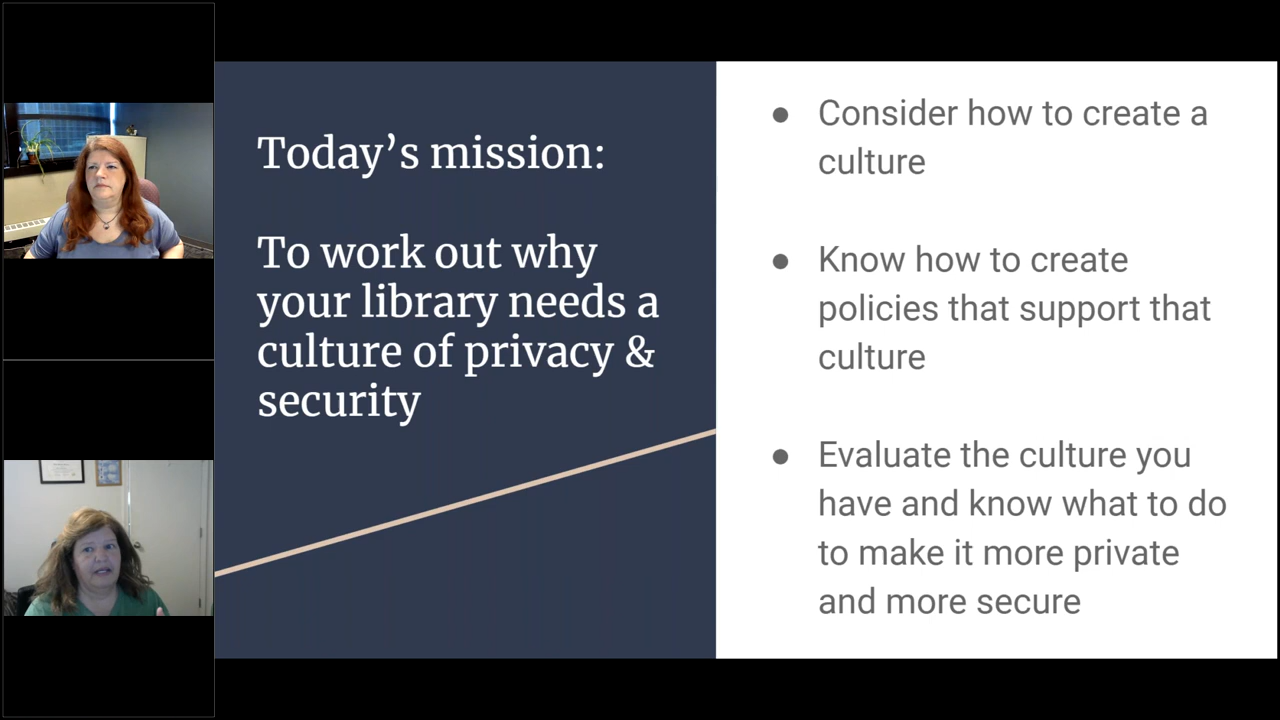 Today’s mission:
To work out why
your library needs a
culture of privacy &
security
● Consider how to create a
culture
● Know how to create
policies that support that
culture
● Evaluate the culture you
have and know what to do
to make it more private
and more secure